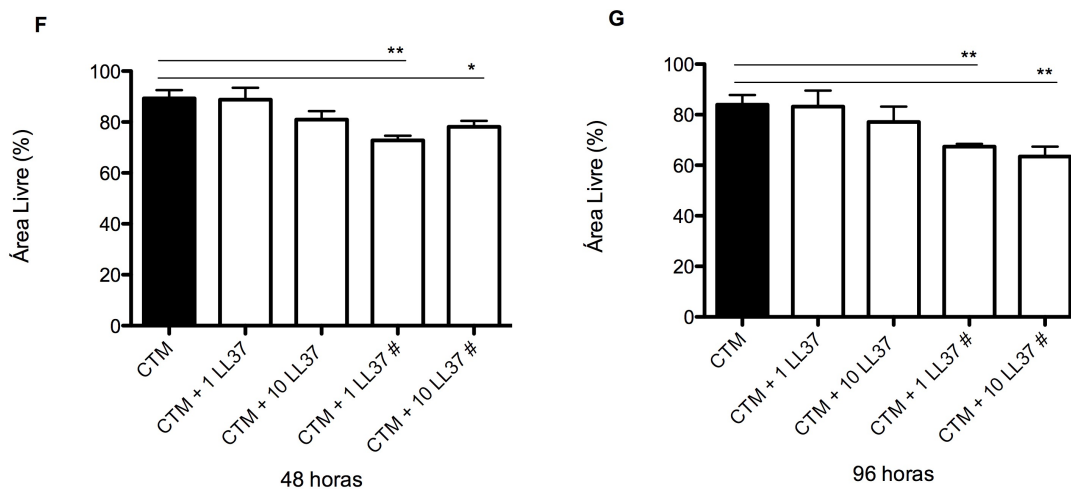 F
**
*
100
80
60
40
20
0
Área Livre (%)
CTM
CTM + 1 LL37
CTM + 10 LL37
CTM + 1 LL37 #
CTM + 10 LL37 #
48 horas
G
**
**
100
80
60
40
20
0
Área Livre (%)
CTM
CTM + 1 LL37
CTM + 10 LL37
CTM + 1 LL37 #
CTM + 10 LL37 #
96 horas